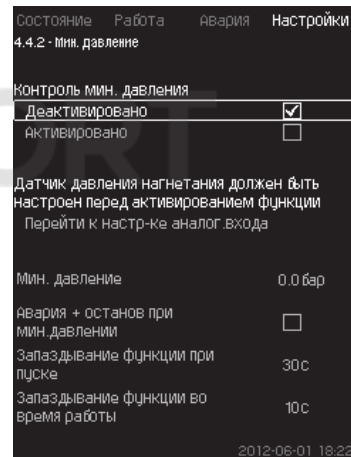 Состояние Работа Авария Настройки
4.4.2 - Мин. давление
Контроль мин. давления
Деактивировано
Активировано
Датчик давления нагнетания должен быть
настроен перед активированием функции
Перейти к настр-ке аналог.входа
Мин. давление 0.0 бар
Авария + останов при
мин.давлении
Запаздывание функции при
пуске 30с
Запаздывание функции во
время работы 10с
2012-06-01 18:22